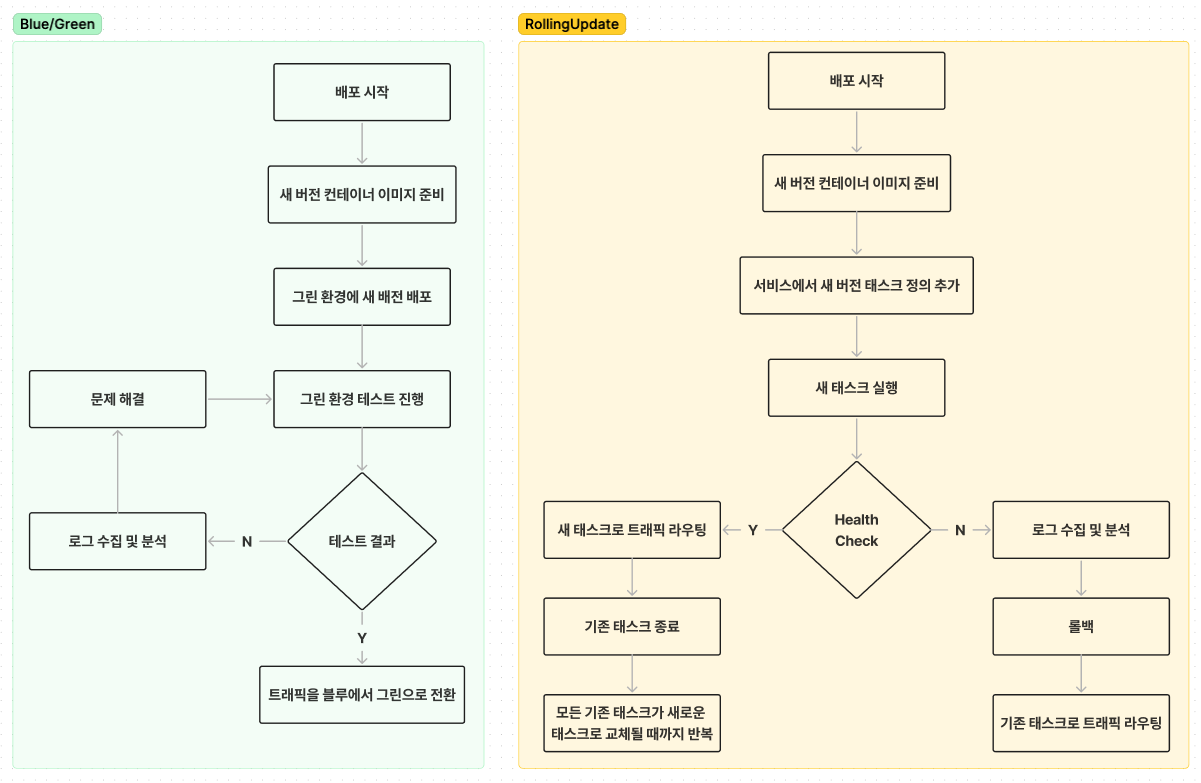 Blue/Green
배포 시작
새 버전 컨테이너 이미지 준비
그린 환경에 새 배전 배포
문제 해결
그린 환경 테스트 진행
로그 수집 및 분석
N
테스트 결과
Y
트래픽을 블루에서 그린으로 전환
RollingUpdate
배포 시작
새 버전 컨테이너 이미지 준비
서비스에서 새 버전 태스크 정의 추가
새 태스크 실행
새 태스크로 트래픽 라우팅
Y
Health
Check
N
로그 수집 및 분석
기존 태스크 종료
롤백
모든 기존 태스크가 새로운
태스크로 교체될 때까지 반복
기존 태스크로 트래픽 라우팅